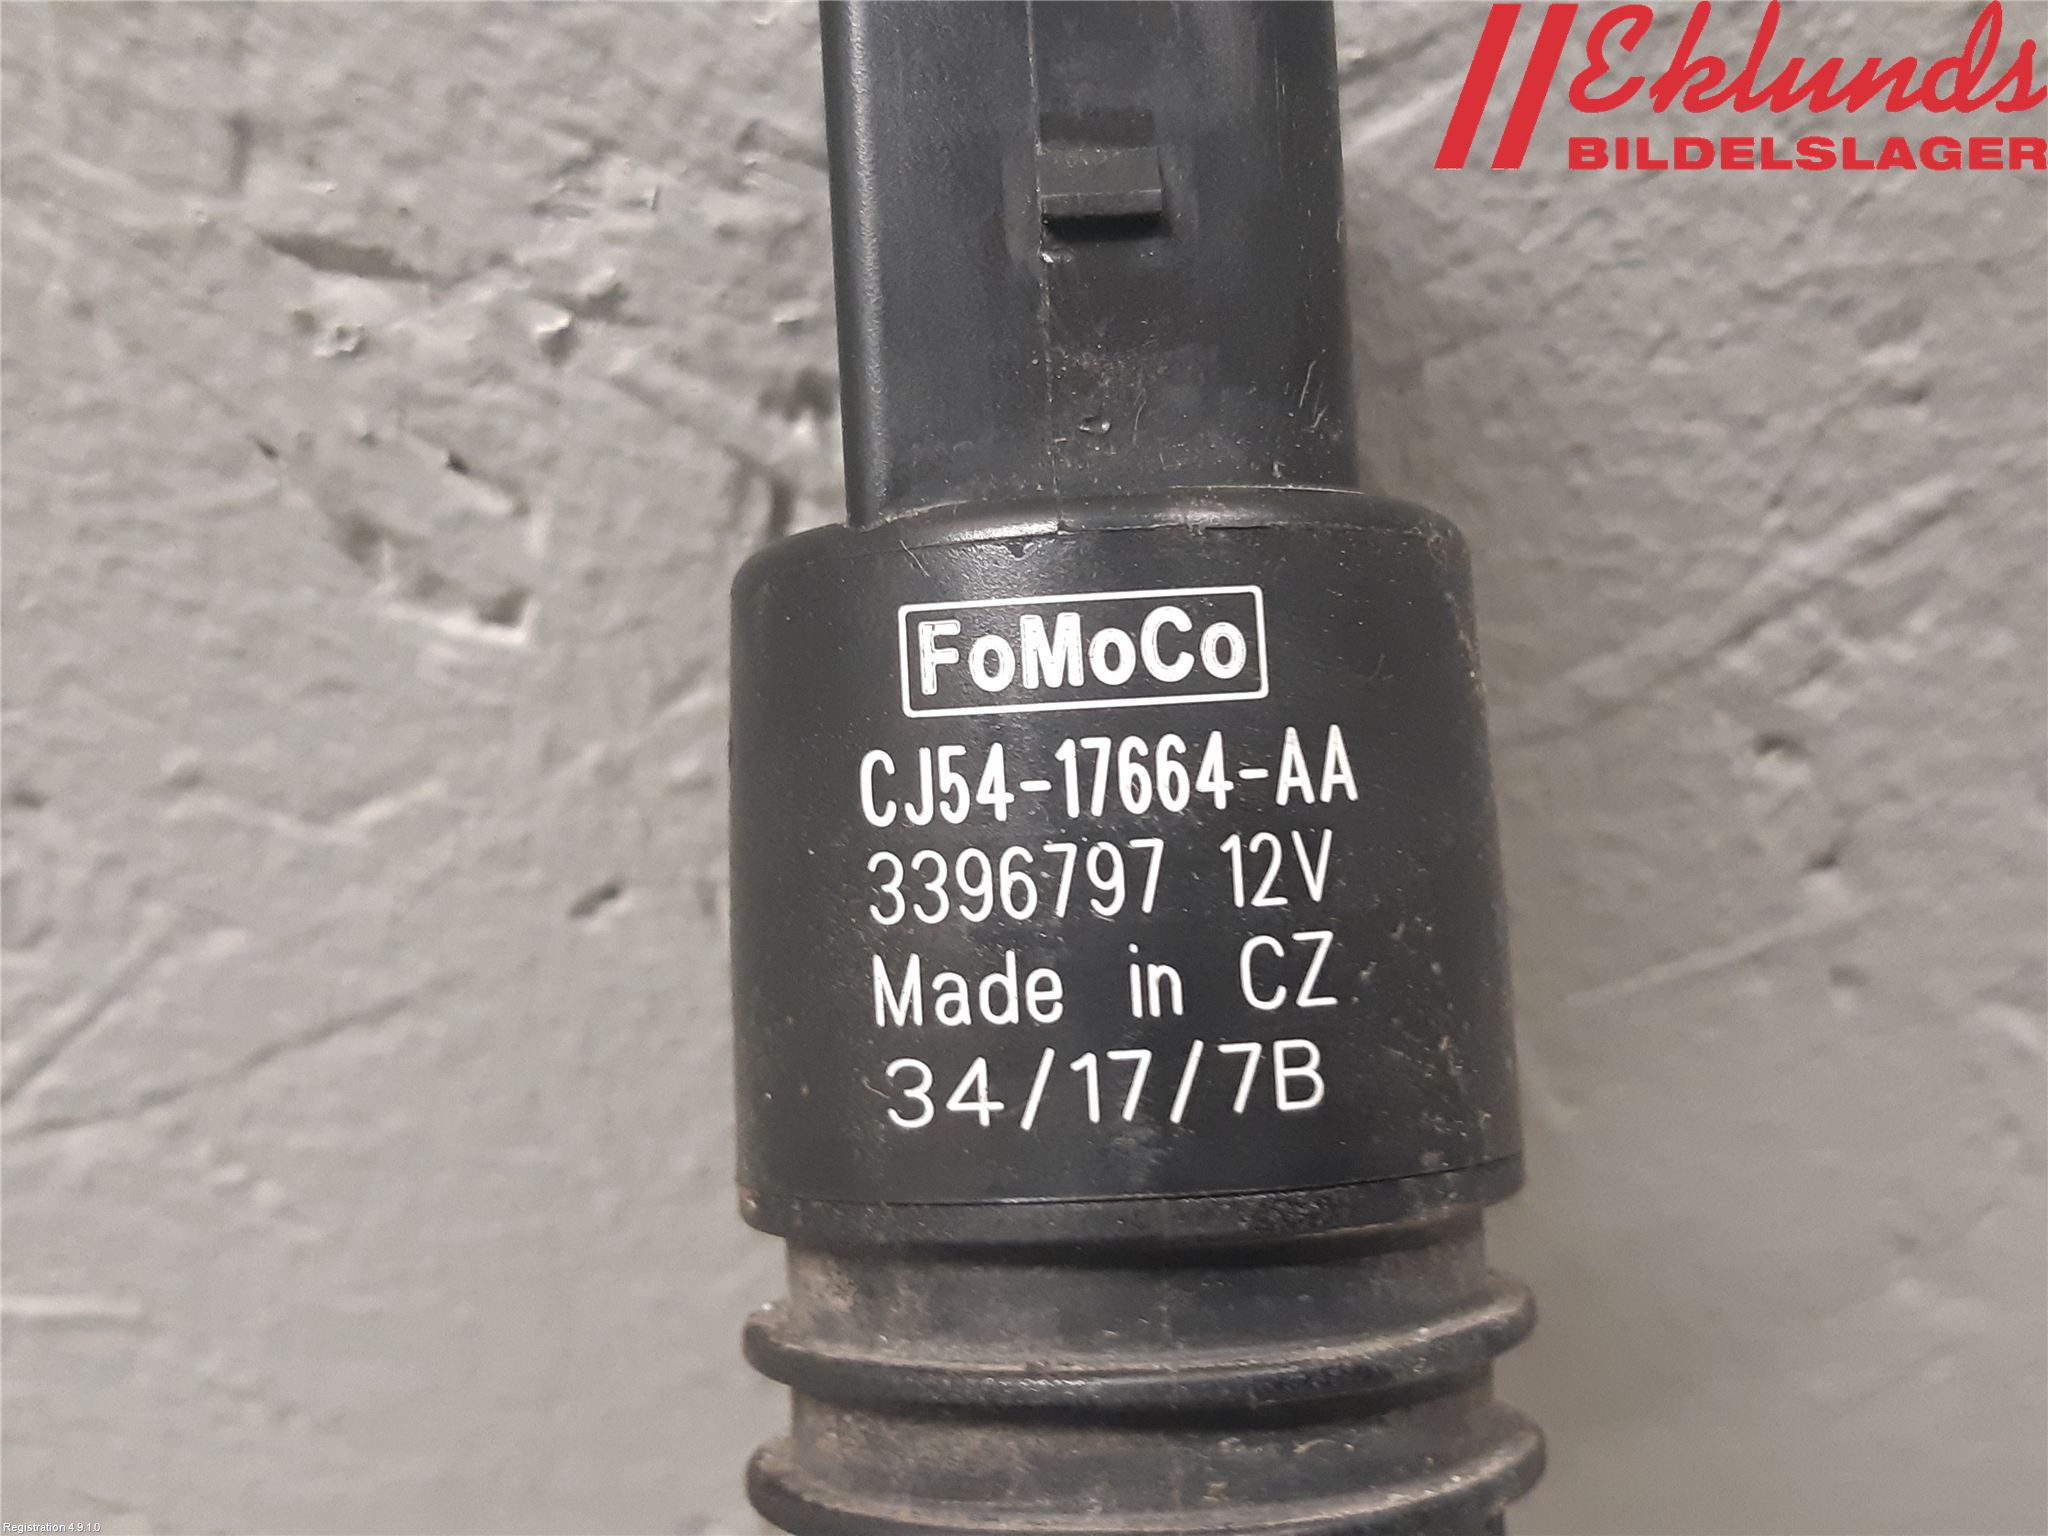 Eklunds
BILDELSLAGER
FoMoCo
CJ54-17664-AA
3396797 12V
Made in CZ
34/17/7B
Registration 4.9.1.0